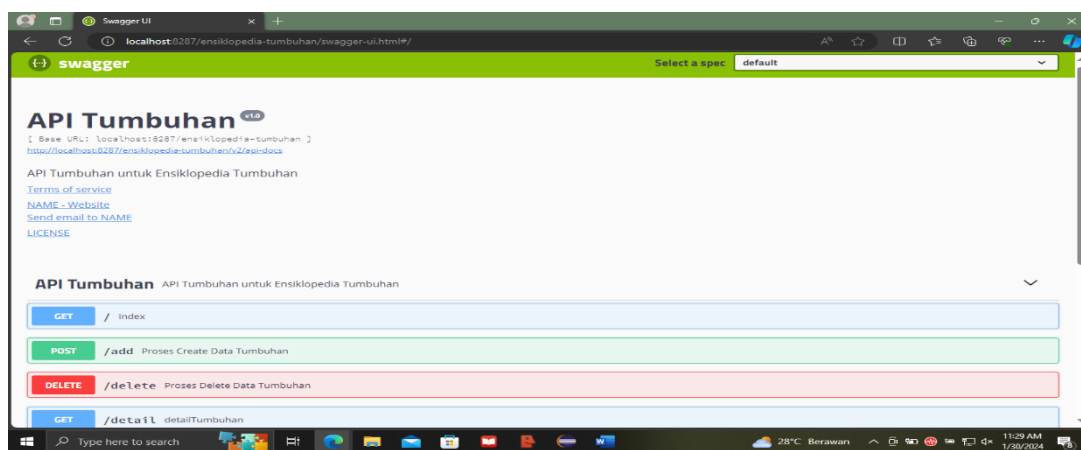 Swagger UI
localhost:8287/ensiklopedia-tumbuhan/swagger-ui.html#/
swagger
Select a spec default
API Tumbuhan v1.0
[ Base URL: localhost:8287/ensiklopedia-tumbuhan ]
http://localhost:8287/ensiklopedia-tumbuhan/v2/api-docs
API Tumbuhan untuk Ensiklopedia Tumbuhan
Terms of service
NAME - Website
Send email to NAME
LICENSE
API Tumbuhan API Tumbuhan untuk Ensiklopedia Tumbuhan
GET / index
POST /add Proses Create Data Tumbuhan
DELETE /delete Proses Delete Data Tumbuhan
GET /detail detailTumbuhan
Type here to search 28°C Berawan 11:29 AM
1/30/2024